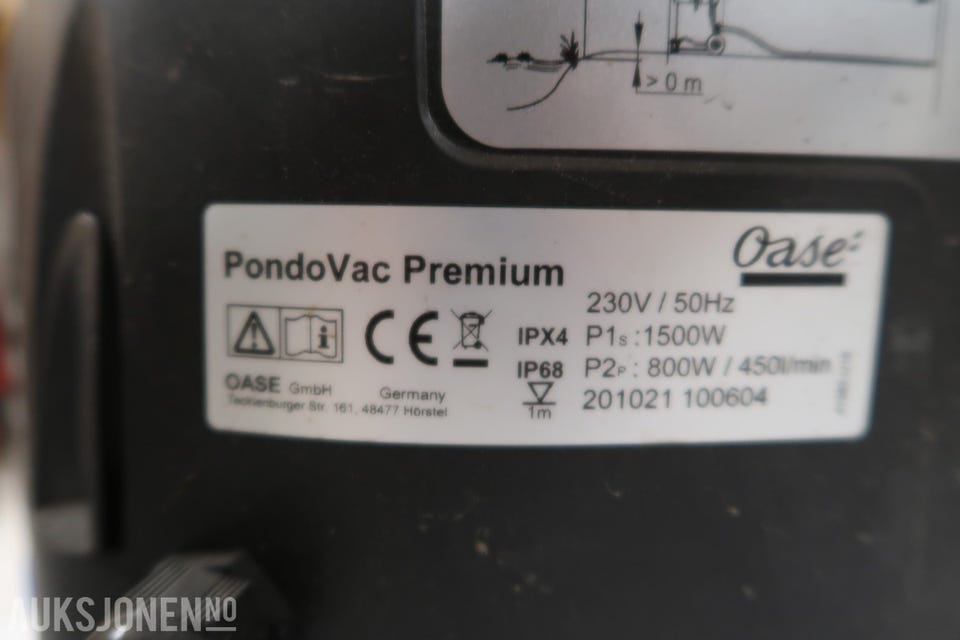 > 0 m
Oase
PondoVac Premium
230V / 50Hz
IPX4 P1s :1500W
IP68 P2P : 800W / 450l/min
1m 201021 100604
CE
OASE GmbH Germany
Tecklenburger Str. 161, 48477 Hörstel
AUKSJONEN NO